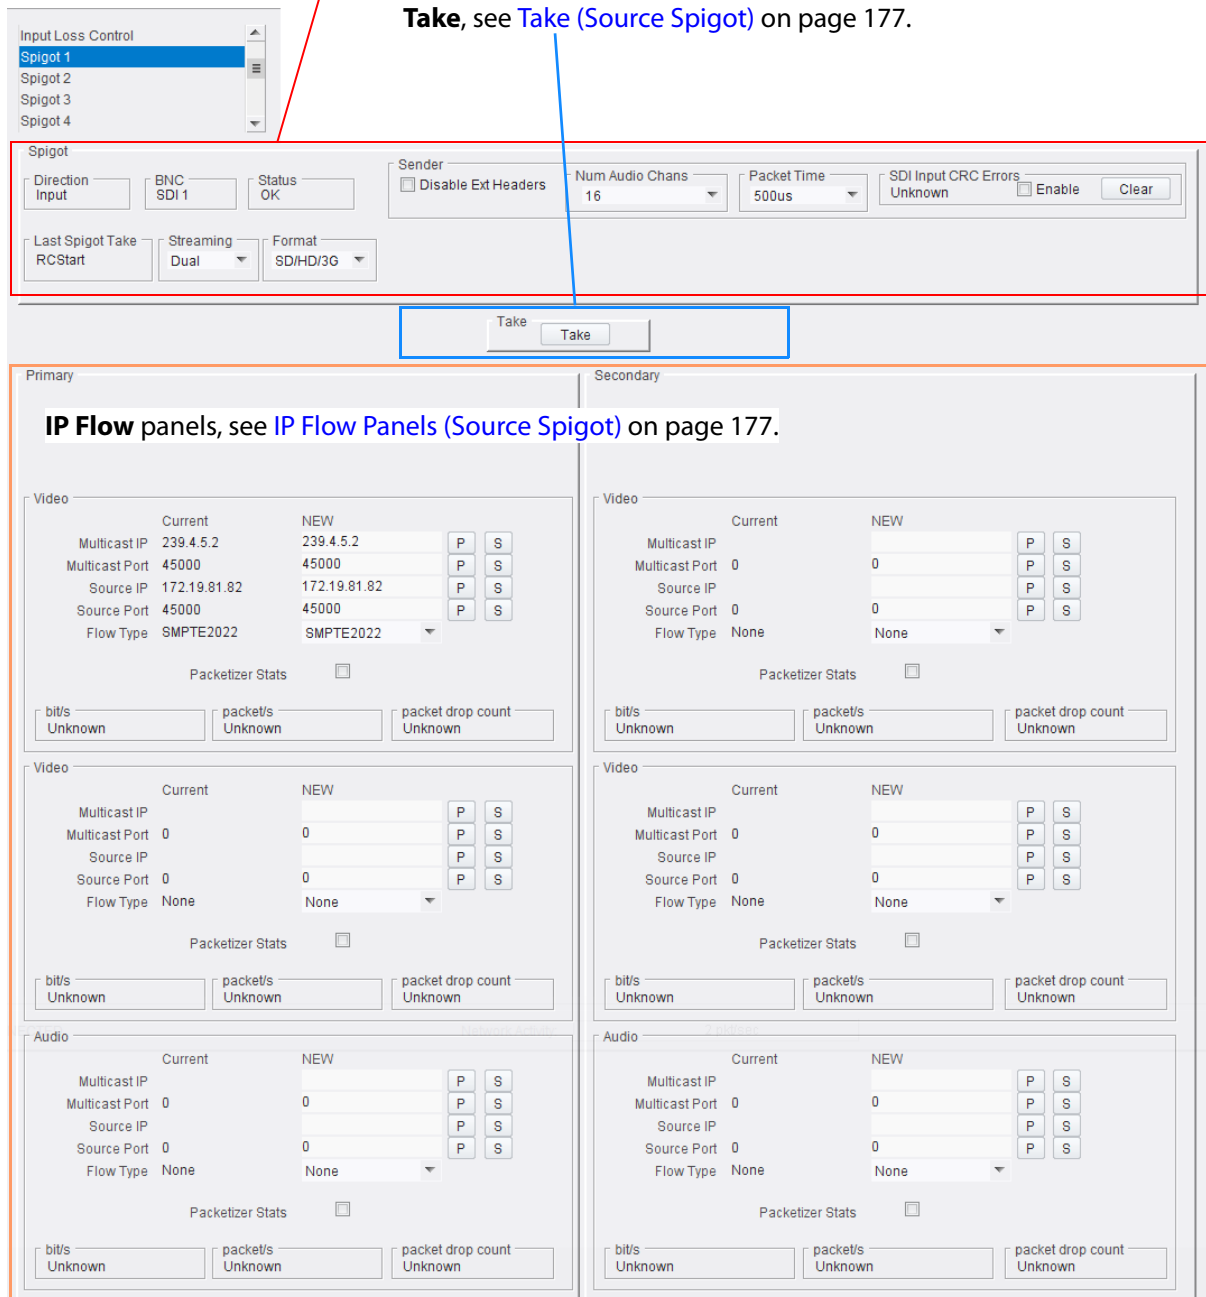 Take, see Take (Source Spigot) on page 177.
Input Loss Control
Spigot 1
Spigot 2
Spigot 3
Spigot 4
Spigot
Direction
Input
BNC
SDI 1
Status
OK
Sender
Disable Ext Headers
Num Audio Chans
16
Packet Time
500us
SDI Input CRC Errors
Unknown
Enable
Clear
Last Spigot Take
RCStart
Streaming
Dual
Format
SD/HD/3G
Take
Take
Primary
Secondary
IP Flow panels, see IP Flow Panels (Source Spigot) on page 177.
Video
Current NEW
Multicast IP 239.4.5.2 239.4.5.2 P S
Multicast Port 45000 45000 P S
Source IP 172.19.81.82 172.19.81.82 P S
Source Port 45000 45000 P S
Flow Type SMPTE2022 SMPTE2022
Packetizer Stats
bit/s packet/s packet drop count
Unknown Unknown Unknown
Video
Current NEW
Multicast IP P S
Multicast Port 0 0 P S
Source IP P S
Source Port 0 0 P S
Flow Type None None
Packetizer Stats
bit/s packet/s packet drop count
Unknown Unknown Unknown
Video
Current NEW
Multicast IP P S
Multicast Port 0 0 P S
Source IP P S
Source Port 0 0 P S
Flow Type None None
Packetizer Stats
bit/s packet/s packet drop count
Unknown Unknown Unknown
Video
Current NEW
Multicast IP P S
Multicast Port 0 0 P S
Source IP P S
Source Port 0 0 P S
Flow Type None None
Packetizer Stats
bit/s packet/s packet drop count
Unknown Unknown Unknown
Audio
Current NEW
Multicast IP P S
Multicast Port 0 0 P S
Source IP P S
Source Port 0 0 P S
Flow Type None None
Packetizer Stats
bit/s packet/s packet drop count
Unknown Unknown Unknown
Audio
Current NEW
Multicast IP P S
Multicast Port 0 0 P S
Source IP P S
Source Port 0 0 P S
Flow Type None None
Packetizer Stats
bit/s packet/s packet drop count
Unknown Unknown Unknown